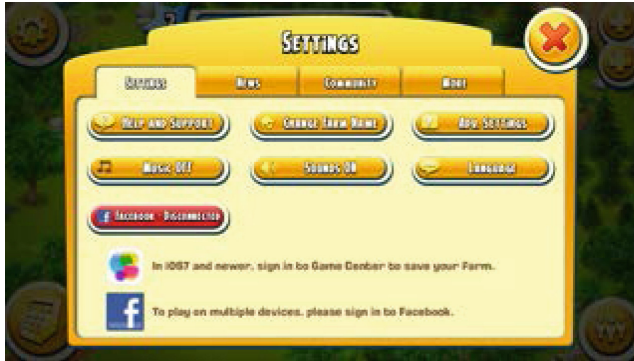 Settings
Settings News Community More
Help and Support Change Farm Name Adv. Settings
Music Off Sounds On Language
Facebook - Disconnected
In iOS7 and newer, sign in to Game Center to save your Farm.
To play on multiple devices, please sign in to Facebook.